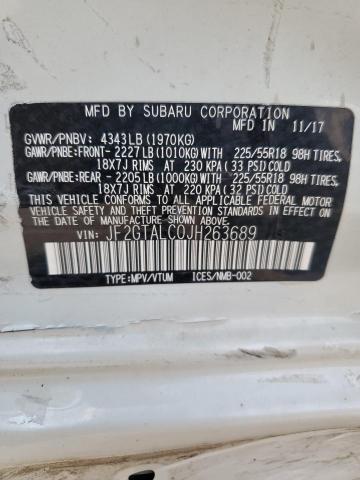 MFD BY SUBARU CORPORATION
MFD IN 11/17
GVWR/PNBV: 4343LB(1970KG)
GAWR/PNBE:FRONT- 2227LB(1010KG)WITH 225/55R18 98H TIRES,
18X7J RIMS AT 230 KPA(33 PSI)COLD
GAWR/PNBE:REAR - 2205LB(1000KG)WITH 225/55R18 98H TIRES,
18X7J RIMS AT 220 KPA(32 PSI)COLD
THIS VEHICLE CONFORMS TO ALL APPLICABLE FEDERAL MOTOR
VEHICLE SAFETY AND THEFT PREVENTION STANDARDS IN EFFECT
ON THE DATE OF MANUFACTURE SHOWN ABOVE.
VIN: JF2GTALC0JH263689
TYPE:MPV/VTUM ICES/NMB-002